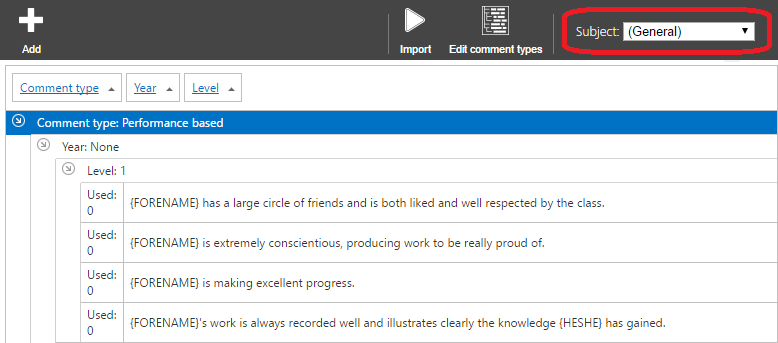 Add
Import
Edit comment types
Subject: (General)
Comment type
Year
Level
Comment type: Performance based
Year: None
Level: 1
Used:
0
{FORENAME} has a large circle of friends and is both liked and well respected by the class.
Used:
0
{FORENAME} is extremely conscientious, producing work to be really proud of.
Used:
0
{FORENAME} is making excellent progress.
Used:
0
{FORENAME}'s work is always recorded well and illustrates clearly the knowledge {HESHE} has gained.